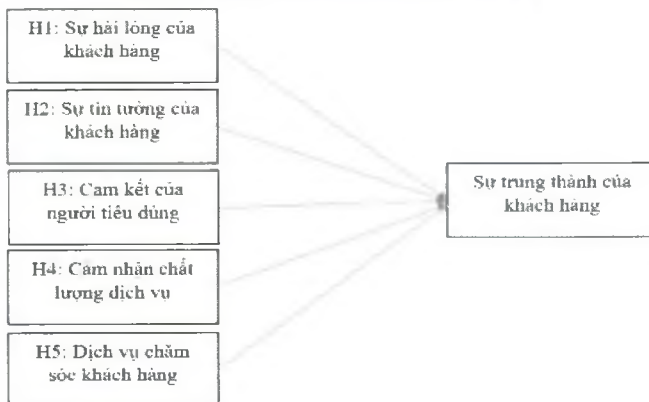 H1: Sự hài lòng của
khách hàng
H2: Sự tin tưởng của
khách hàng
H3: Cam kết của
người tiêu dùng
H4: Cảm nhận chất
lượng dịch vụ
H5: Dịch vụ chăm
sóc khách hàng
Sự trung thành của
khách hàng